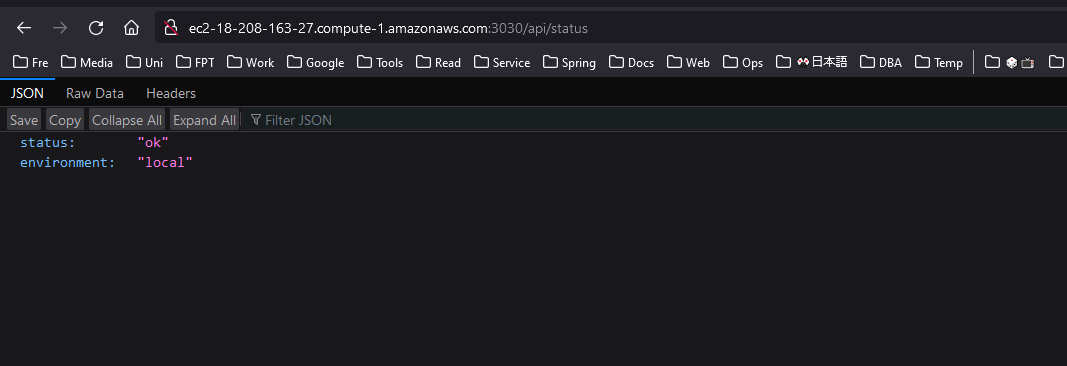 ec2-18-208-163-27.compute-1.amazonaws.com:3030/api/status
Fre Media Uni FPT Work Google Tools Read Service Spring Docs Web Ops 日本語 DBA Temp
JSON Raw Data Headers
Save Copy Collapse All Expand All Filter JSON
status: "ok"
environment: "local"